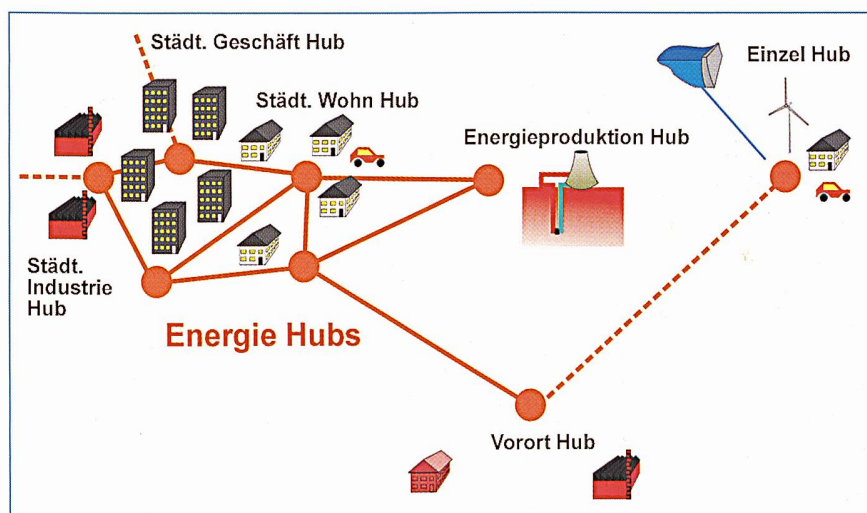 Städt. Geschäft Hub
Einzel Hub
Städt. Wohn Hub
Energieproduktion Hub
Städt.
Industrie
Hub
Energie Hubs
Vorort Hub